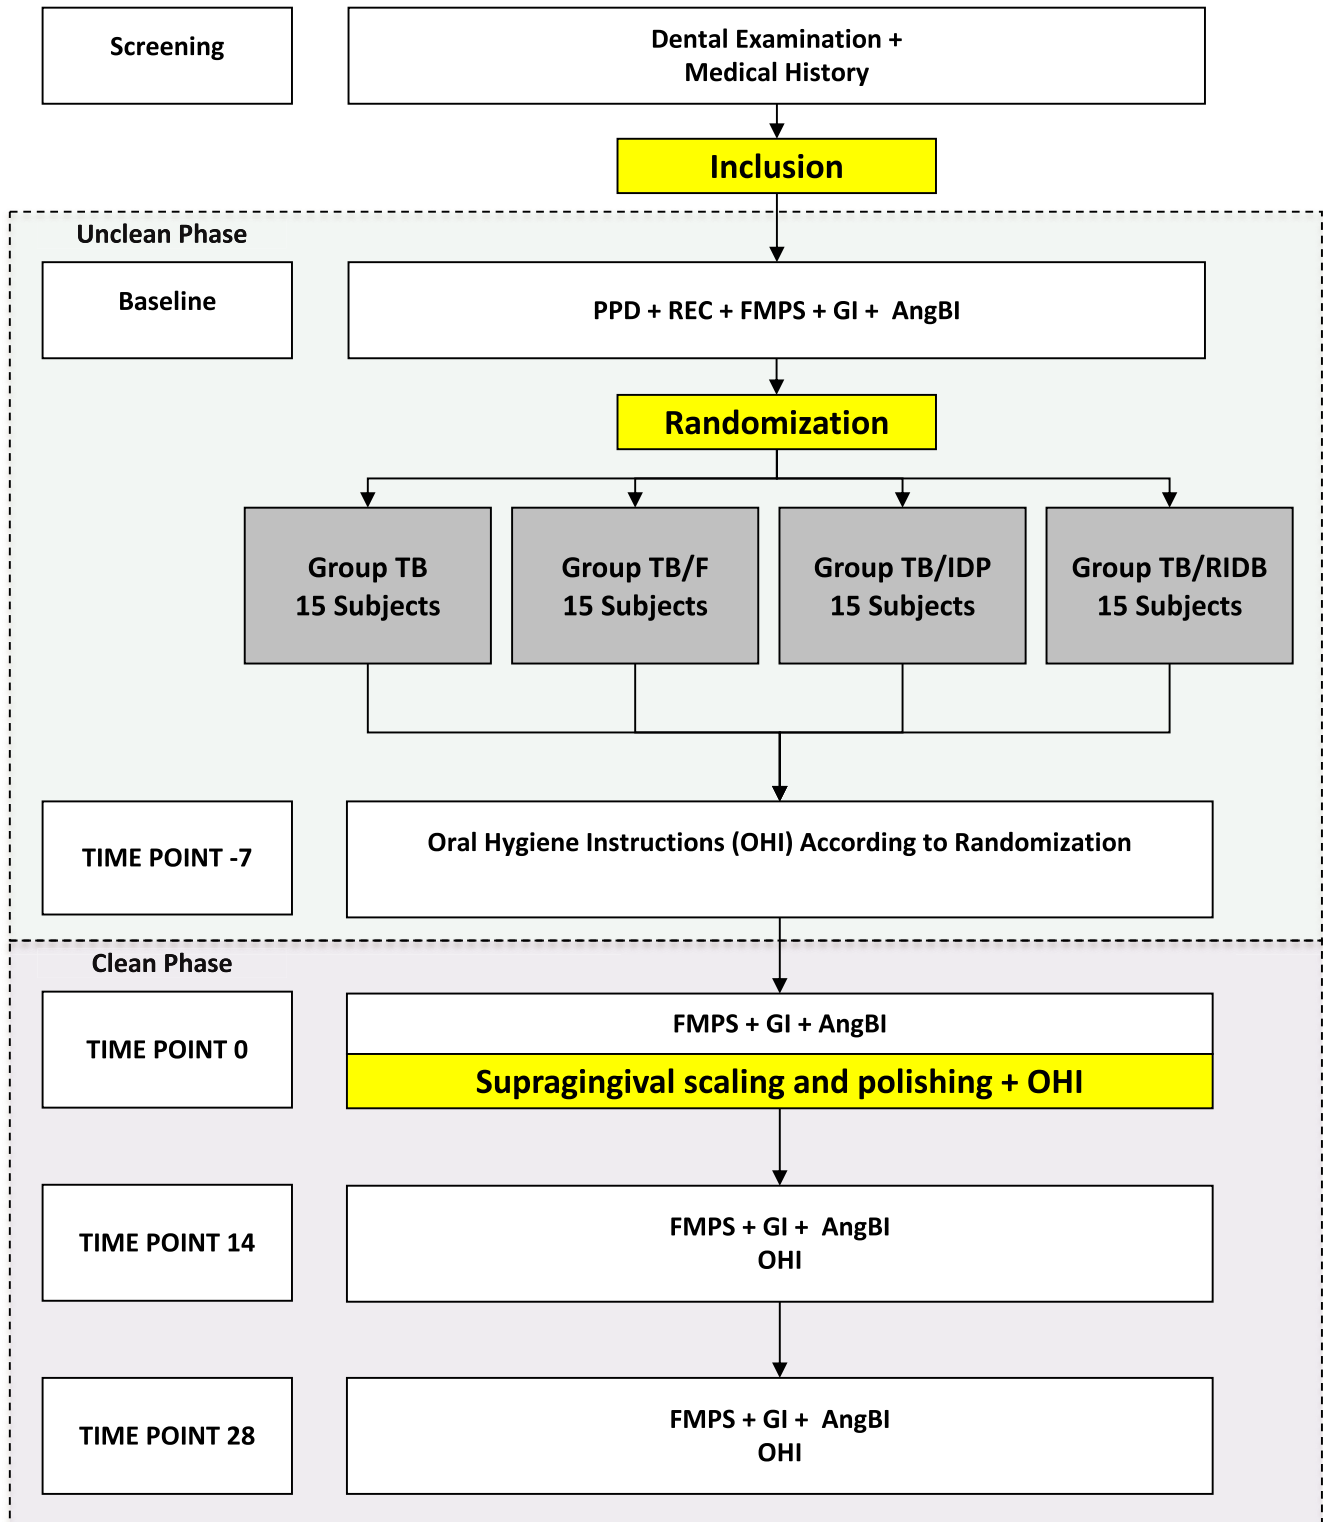 Screening
Dental Examination +
Medical History
Inclusion
Unclean Phase
Baseline
PPD + REC + FMPS + GI + AngBI
Randomization
Group TB
15 Subjects
Group TB/F
15 Subjects
Group TB/IDP
15 Subjects
Group TB/RIDB
15 Subjects
TIME POINT -7
Oral Hygiene Instructions (OHI) According to Randomization
Clean Phase
TIME POINT 0
FMPS + GI + AngBI
Supragingival scaling and polishing + OHI
TIME POINT 14
FMPS + GI + AngBI
OHI
TIME POINT 28
FMPS + GI + AngBI
OHI